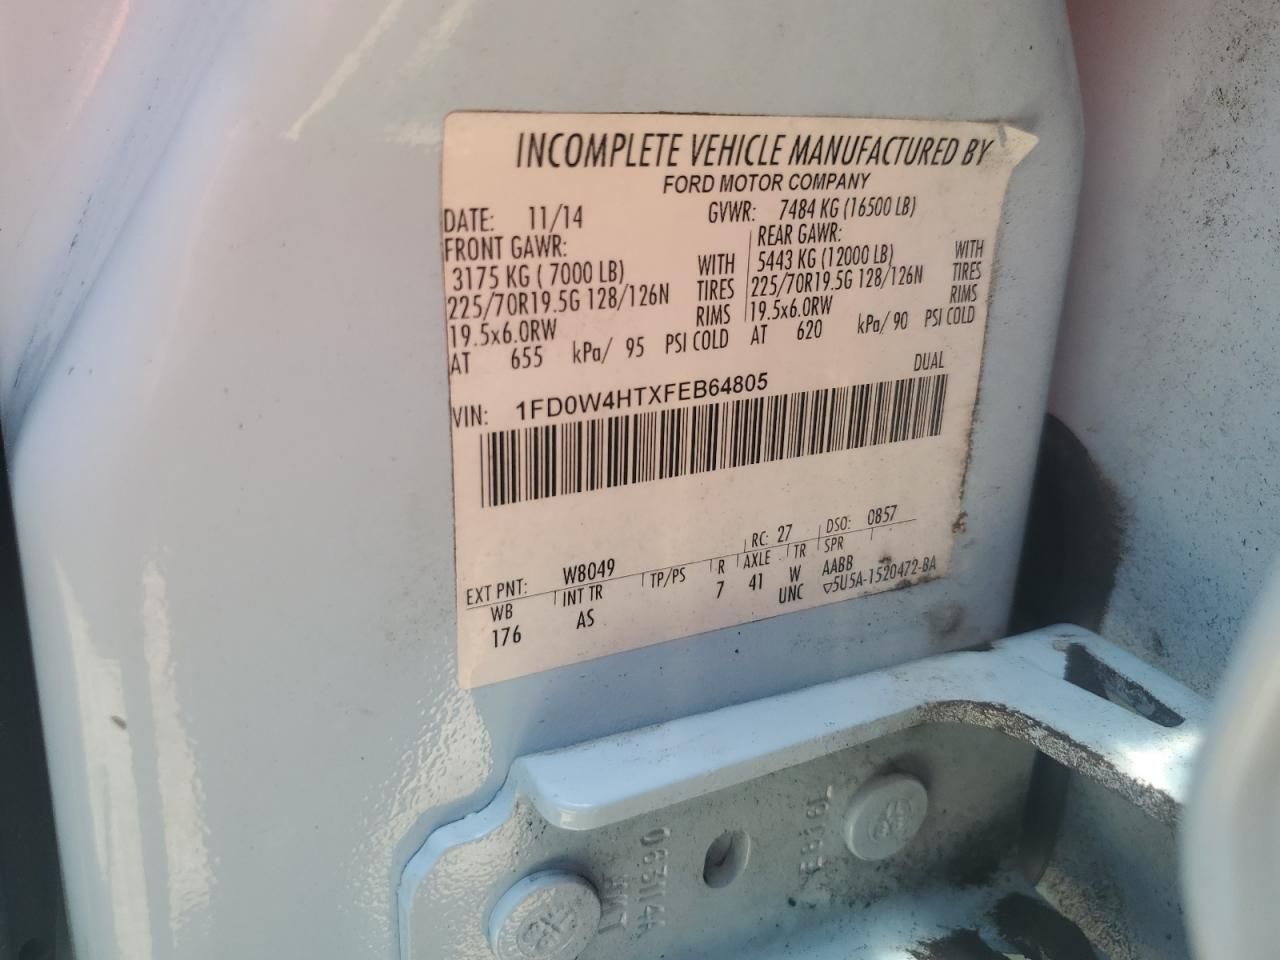 INCOMPLETE VEHICLE MANUFACTURED BY
FORD MOTOR COMPANY
DATE: 11/14 GVWR: 7484 KG (16500 LB)
FRONT GAWR: REAR GAWR:
3175 KG ( 7000 LB) WITH 5443 KG (12000 LB) WITH
225/70R19.5G 128/126N TIRES 225/70R19.5G 128/126N TIRES
19.5x6.0RW RIMS 19.5x6.0RW RIMS
AT 655 kPa/ 95 PSI COLD AT 620 kPa/ 90 PSI COLD
DUAL
VIN: 1FD0W4HTXFEB64805
EXT PNT: W8049 RC: 27 DSO: 0857
WB INT TR TP/PS R AXLE TR SPR
176 AS 7 41 W AABB
UNC ▽5U5A-1520472-BA